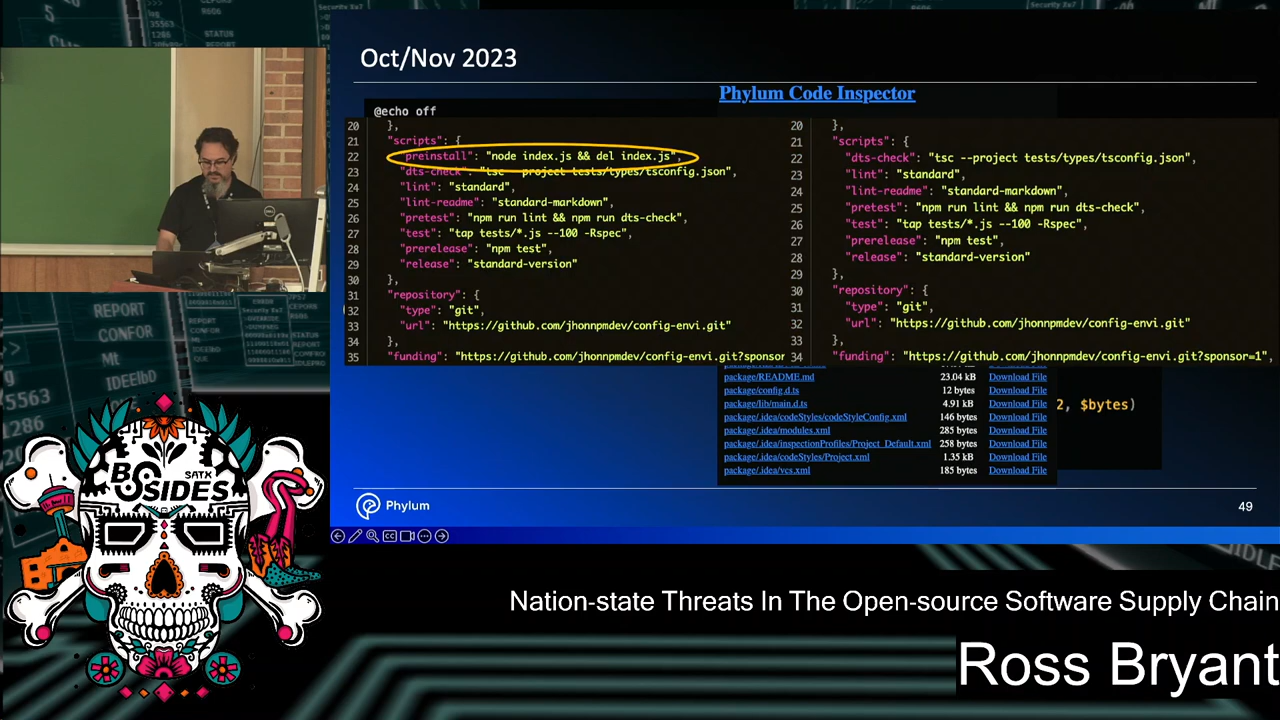 Oct/Nov 2023
Phylum Code Inspector
@echo off
20 },
21 "scripts": {
22 "preinstall": "node index.js && del index.js",
23 "dts-check": "tsc --project tests/types/tsconfig.json",
24 "lint": "standard",
25 "lint-readme": "standard-markdown",
26 "pretest": "npm run lint && npm run dts-check",
27 "test": "tap tests/*.js --100 -Rspec",
28 "prerelease": "npm test",
29 "release": "standard-version"
30 },
31 "repository": {
32 "type": "git",
33 "url": "https://github.com/jhonnpmdev/config-envi.git"
34 },
35 "funding": "https://github.com/jhonnpmdev/config-envi.git?sponsor
20 },
21 "scripts": {
22 "dts-check": "tsc --project tests/types/tsconfig.json",
23 "lint": "standard",
24 "lint-readme": "standard-markdown",
25 "pretest": "npm run lint && npm run dts-check",
26 "test": "tap tests/*.js --100 -Rspec",
27 "prerelease": "npm test",
28 "release": "standard-version"
29 },
30 "repository": {
31 "type": "git",
32 "url": "https://github.com/jhonnpmdev/config-envi.git"
33 },
34 "funding": "https://github.com/jhonnpmdev/config-envi.git?sponsor=1",
package/README.md 23.04 kB Download File
package/config.d.ts 12 bytes Download File
package/lib/main.d.ts 4.91 kB Download File
package/.idea/codeStyles/codeStyleConfig.xml 146 bytes Download File
package/.idea/modules.xml 285 bytes Download File
package/.idea/inspectionProfiles/Project_Default.xml 258 bytes Download File
package/.idea/codeStyles/Project.xml 1.35 kB Download File
package/.idea/vcs.xml 185 bytes Download File
2, $bytes)
Phylum
49
DELL
REPORT
CONFOR
Mt
IDEEIbD
BSIDES
SATX
Nation-state Threats In The Open-source Software Supply Chain
Ross Bryant